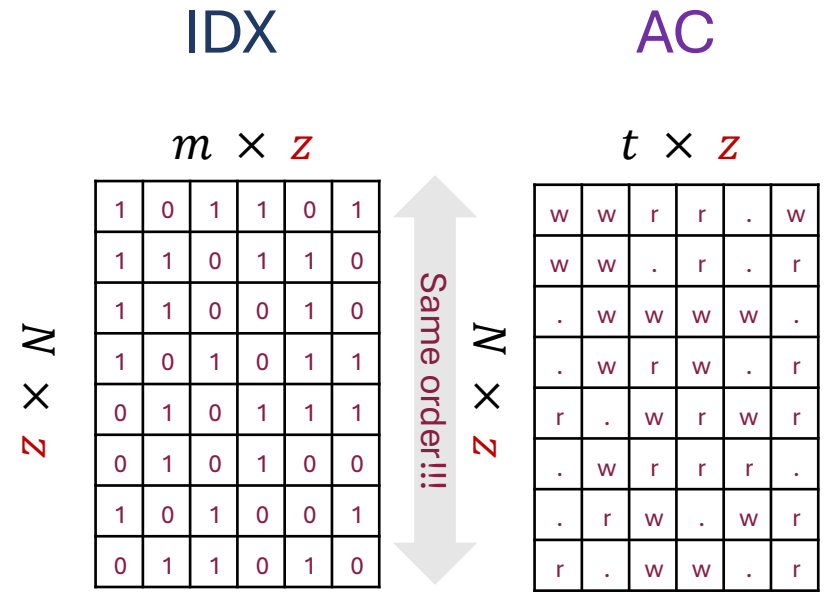 IDX
AC
m × z
t × z
N × z
1 0 1 1 0 1
1 1 0 1 1 0
1 1 0 0 1 0
1 0 1 0 1 1
0 1 0 1 1 1
0 1 0 1 0 0
1 0 1 0 0 1
0 1 1 0 1 0
Same order!!!
N × z
w w r r . w
w w . r . r
. w w w w .
. w r w . r
r . w r w r
. w r r r .
. r w . w r
r . w w . r